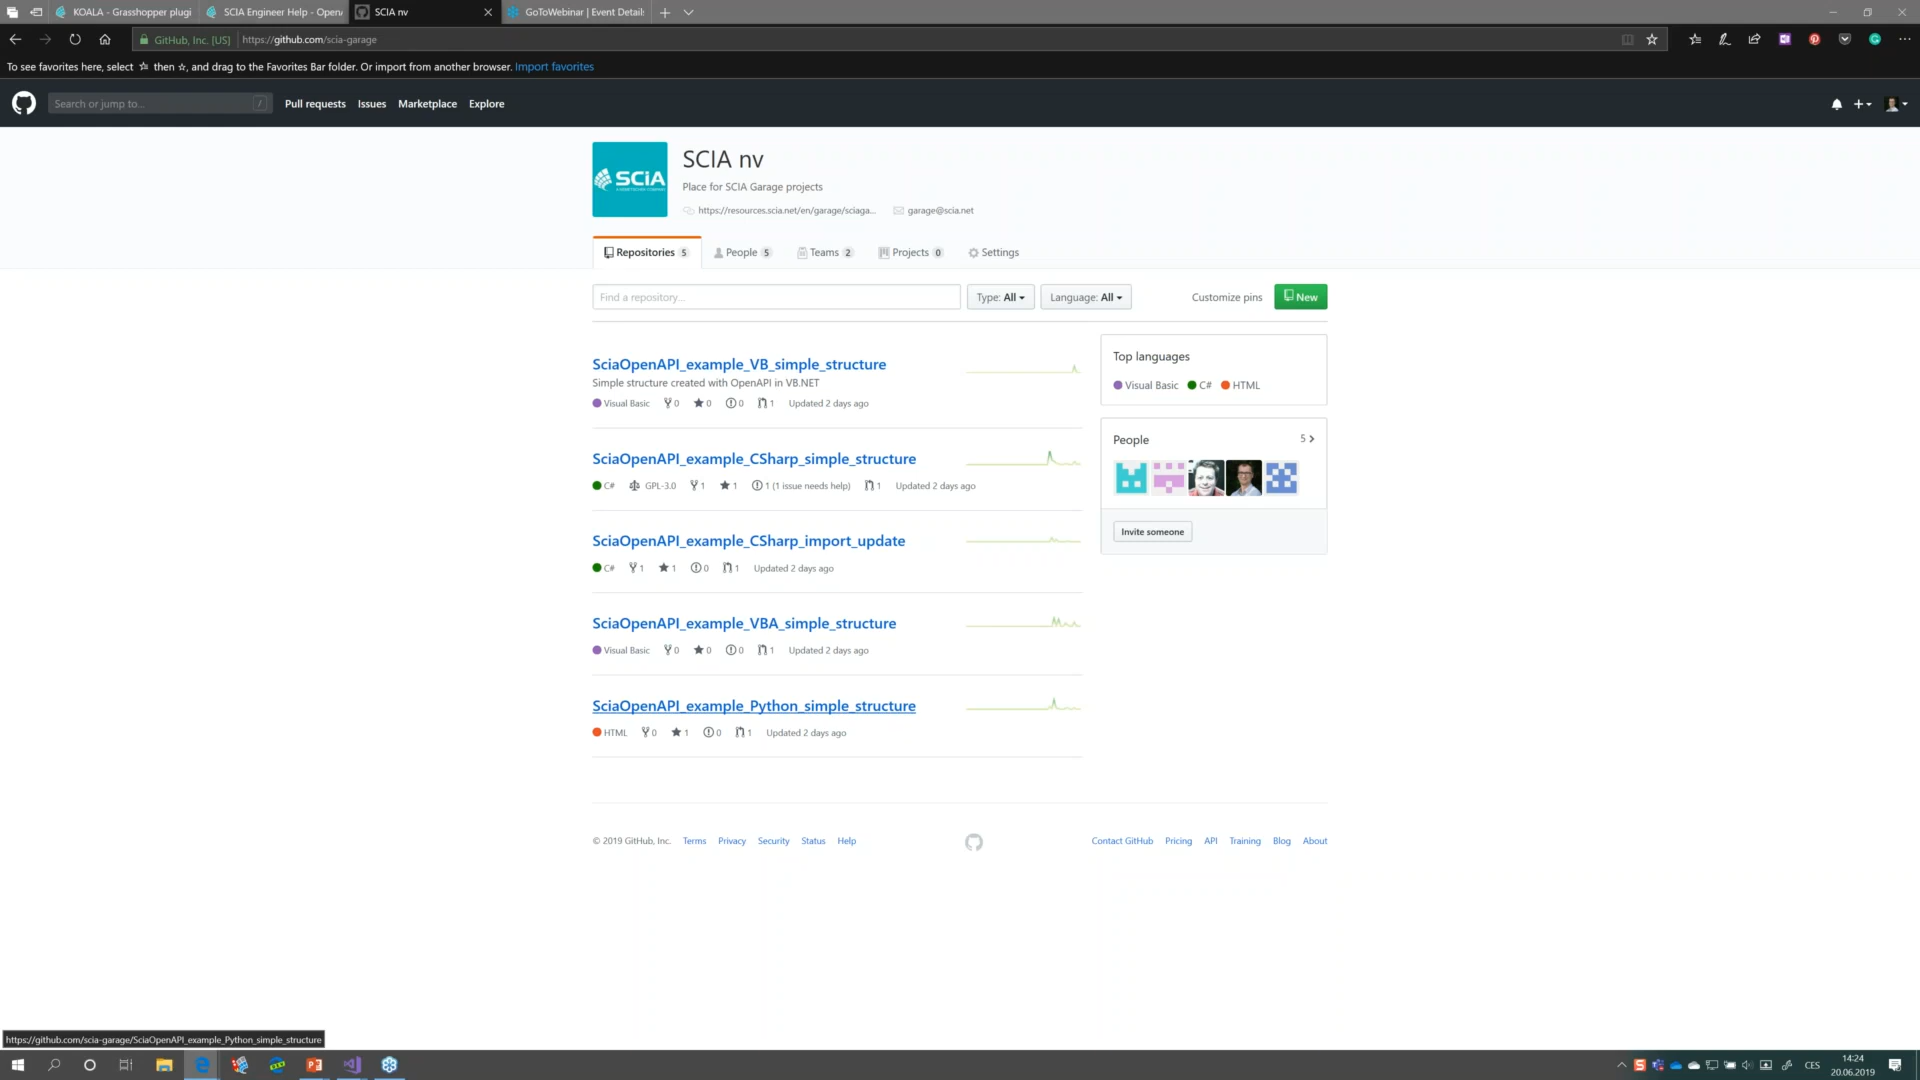 KOALA - Grasshopper plugi
SCIA Engineer Help - Open
SCIA nv
GoToWebinar | Event Details
GitHub, Inc. [US]
https://github.com/scia-garage
To see favorites here, select then ☆, and drag to the Favorites Bar folder. Or import from another browser. Import favorites
Search or jump to... /
Pull requests Issues Marketplace Explore
SCIA
SCIA nv
Place for SCIA Garage projects
https://resources.scia.net/en/garage/sciaga... garage@scia.net
Repositories 5 People 5 Teams 2 Projects 0 Settings
Find a repository... Type: All Language: All Customize pins New
SciaOpenAPI_example_VB_simple_structure
Simple structure created with OpenAPI in VB.NET
Visual Basic 0 0 0 1 Updated 2 days ago
SciaOpenAPI_example_CSharp_simple_structure
C# GPL-3.0 1 1 1 (1 issue needs help) 1 Updated 2 days ago
SciaOpenAPI_example_CSharp_import_update
C# 1 1 0 1 Updated 2 days ago
SciaOpenAPI_example_VBA_simple_structure
Visual Basic 0 0 0 1 Updated 2 days ago
SciaOpenAPI_example_Python_simple_structure
HTML 0 1 0 1 Updated 2 days ago
Top languages
Visual Basic C# HTML
People 5
Invite someone
© 2019 GitHub, Inc. Terms Privacy Security Status Help Contact GitHub Pricing API Training Blog About
https://github.com/scia-garage/SciaOpenAPI_example_Python_simple_structure
CES
14:24
20.06.2019